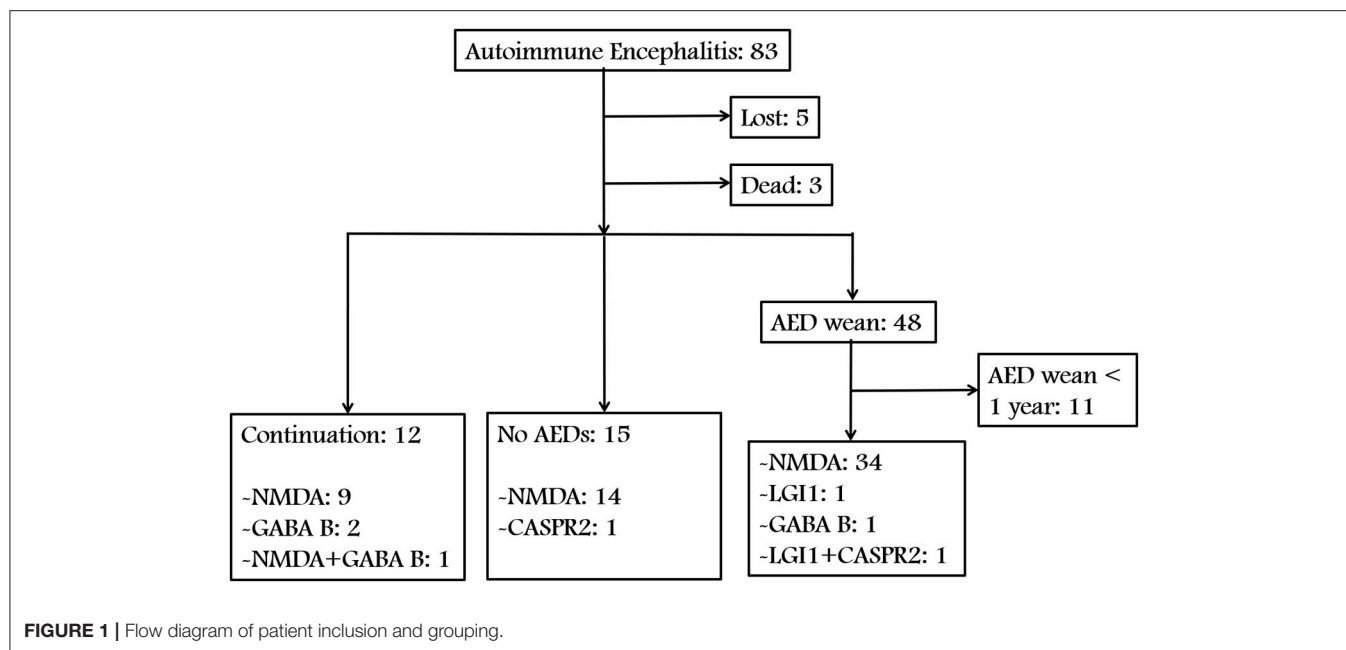 Autoimmune Encephalitis: 83
Lost: 5
Dead: 3
AED wean: 48
AED wean <
1 year: 11
Continuation: 12
~NMDA: 9
~GABA B: 2
~NMDA+GABA B: 1
No AEDs: 15
~NMDA: 14
~CASPR2: 1
~NMDA: 34
~LGI1: 1
~GABA B: 1
~LGI1+CASPR2: 1
FIGURE 1 | Flow diagram of patient inclusion and grouping.